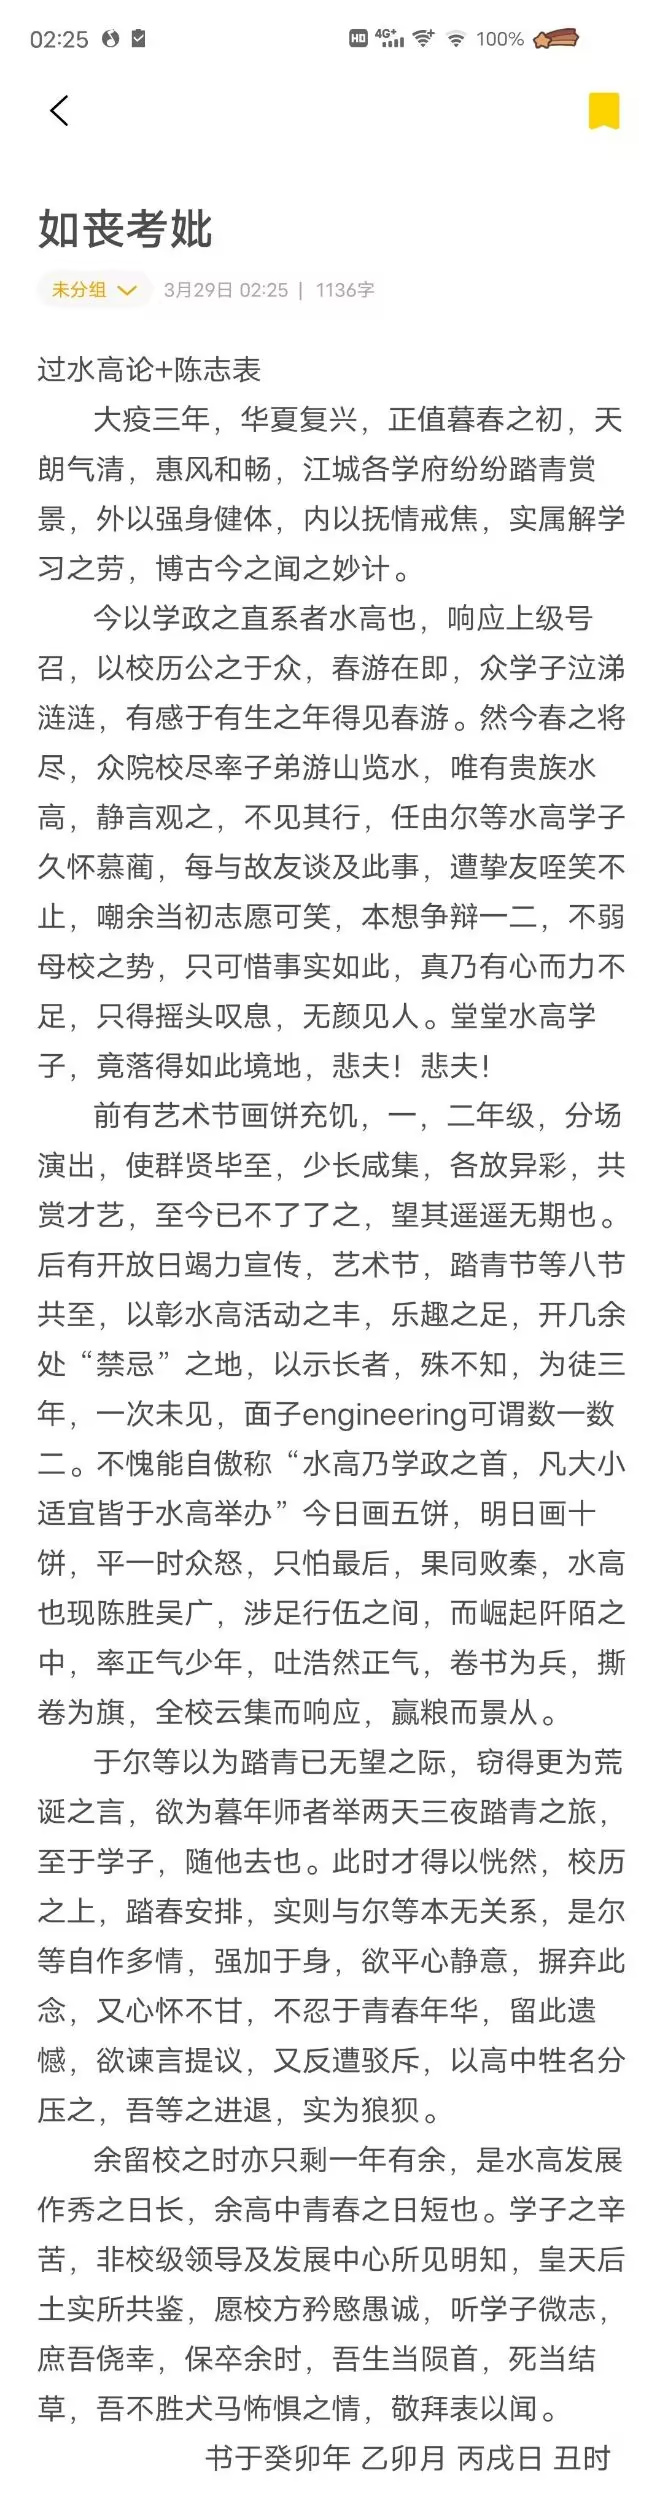 02:25 HD 4G+ 100%
如丧考妣
未分组 3月29日 02:25 | 1136字
过水高论+陈志表
大疫三年，华夏复兴，正值暮春之初，天
朗气清，惠风和畅，江城各学府纷纷踏青赏
景，外以强身健体，内以抚情戒焦，实属解学
习之劳，博古今之闻之妙计。
今以学政之直系者水高也，响应上级号
召，以校历公之于众，春游在即，众学子泣涕
涟涟，有感于有生之年得见春游。然今春之将
尽，众院校尽率子弟游山览水，唯有贵族水
高，静言观之，不见其行，任由尔等水高学子
久怀慕蔺，每与故友谈及此事，遭挚友咥笑不
止，嘲余当初志愿可笑，本想争辩一二，不弱
母校之势，只可惜事实如此，真乃有心而力不
足，只得摇头叹息，无颜见人。堂堂水高学
子，竟落得如此境地，悲夫！悲夫！
前有艺术节画饼充饥，一，二年级，分场
演出，使群贤毕至，少长咸集，各放异彩，共
赏才艺，至今已不了了之，望其遥遥无期也。
后有开放日竭力宣传，艺术节，踏青节等八节
共至，以彰水高活动之丰，乐趣之足，开几余
处“禁忌”之地，以示长者，殊不知，为徒三
年，一次未见，面子engineering可谓数一数
二。不愧能自傲称“水高乃学政之首，凡大小
适宜皆于水高举办”今日画五饼，明日画十
饼，平一时众怒，只怕最后，果同败秦，水高
也现陈胜吴广，涉足行伍之间，而崛起阡陌之
中，率正气少年，吐浩然正气，卷书为兵，撕
卷为旗，全校云集而响应，赢粮而景从。
于尔等以为踏青已无望之际，窃得更为荒
诞之言，欲为暮年师者举两天三夜踏青之旅，
至于学子，随他去也。此时才得以恍然，校历
之上，踏春安排，实则与尔等本无关系，是尔
等自作多情，强加于身，欲平心静意，摒弃此
念，又心怀不甘，不忍于青春年华，留此遗
憾，欲谏言提议，又反遭驳斥，以高中牲名分
压之，吾等之进退，实为狼狈。
余留校之时亦只剩一年有余，是水高发展
作秀之日长，余高中青春之日短也。学子之辛
苦，非校级领导及发展中心所见明知，皇天后
土实所共鉴，愿校方矜愍愚诚，听学子微志，
庶吾侥幸，保卒余时，吾生当陨首，死当结
草，吾不胜犬马怖惧之情，敬拜表以闻。
书于癸卯年 乙卯月 丙戌日 丑时